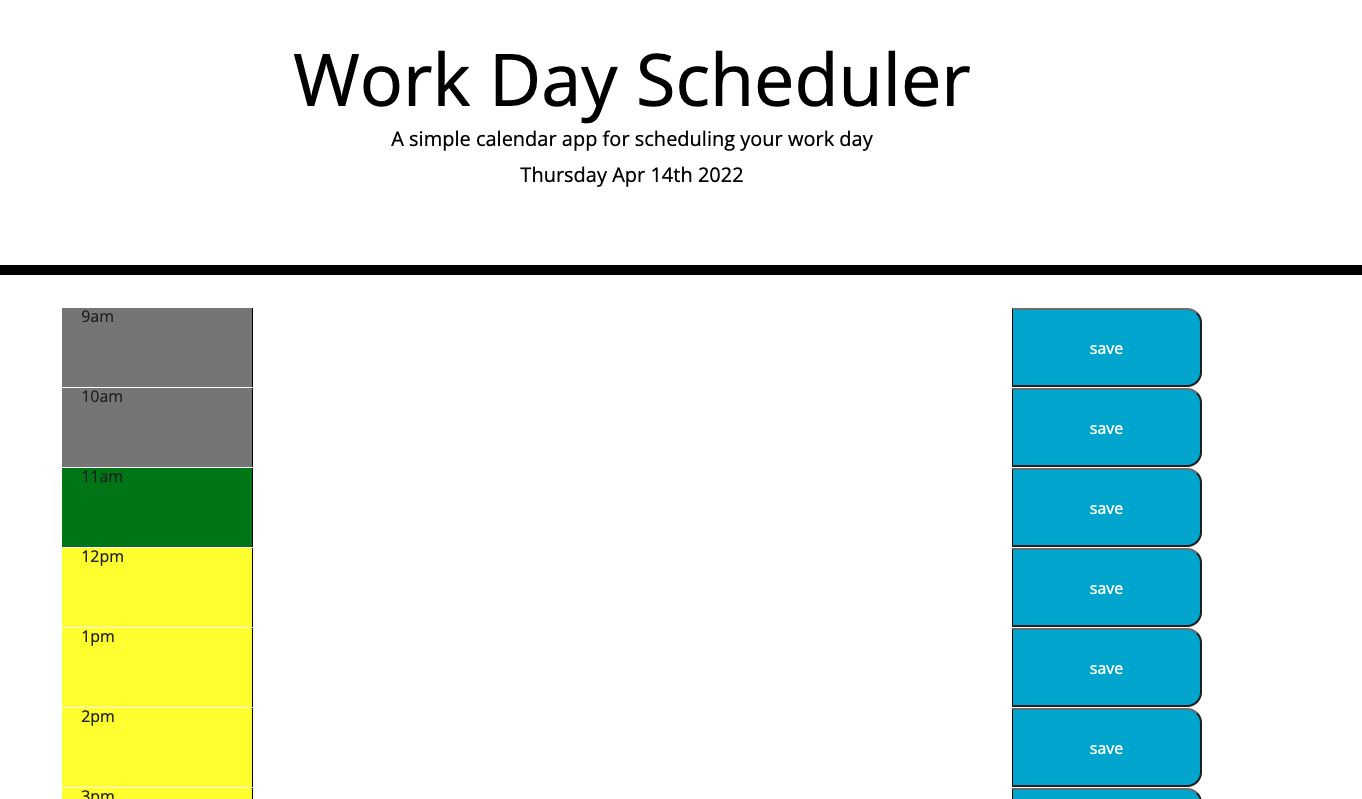 Work Day Scheduler
A simple calendar app for scheduling your work day
Thursday Apr 14th 2022
9am
save
10am
save
11am
save
12pm
save
1pm
save
2pm
save
3pm